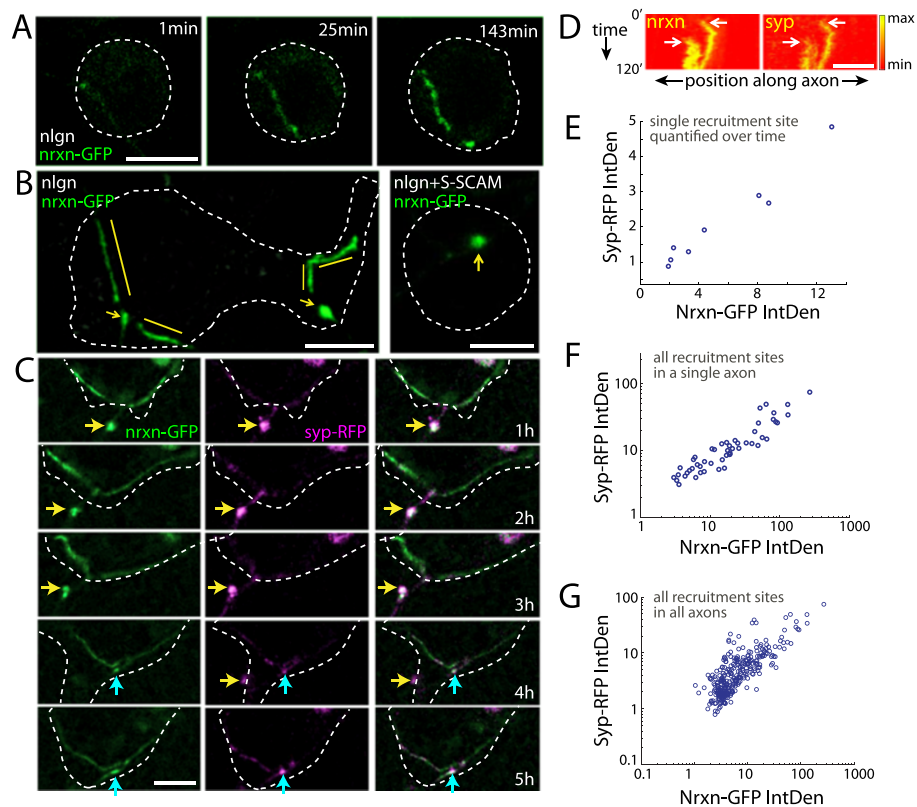 A
1min
25min
143min
nlgn
nrxn-GFP
B
nlgn
nrxn-GFP
nlgn+S-SCAM
nrxn-GFP
C
nrxn-GFP
syp-RFP
1h
2h
3h
4h
5h
D
time
0'
120'
nrxn
syp
max
min
position along axon
E
single recruitment site
quantified over time
Syp-RFP IntDen
5
4
3
2
1
0
4
8
12
Nrxn-GFP IntDen
F
all recruitment sites
in a single axon
Syp-RFP IntDen
100
10
1
1
10
100
1000
Nrxn-GFP IntDen
G
all recruitment sites
in all axons
Syp-RFP IntDen
100
10
1
0.1
0.1
1
10
100
1000
Nrxn-GFP IntDen